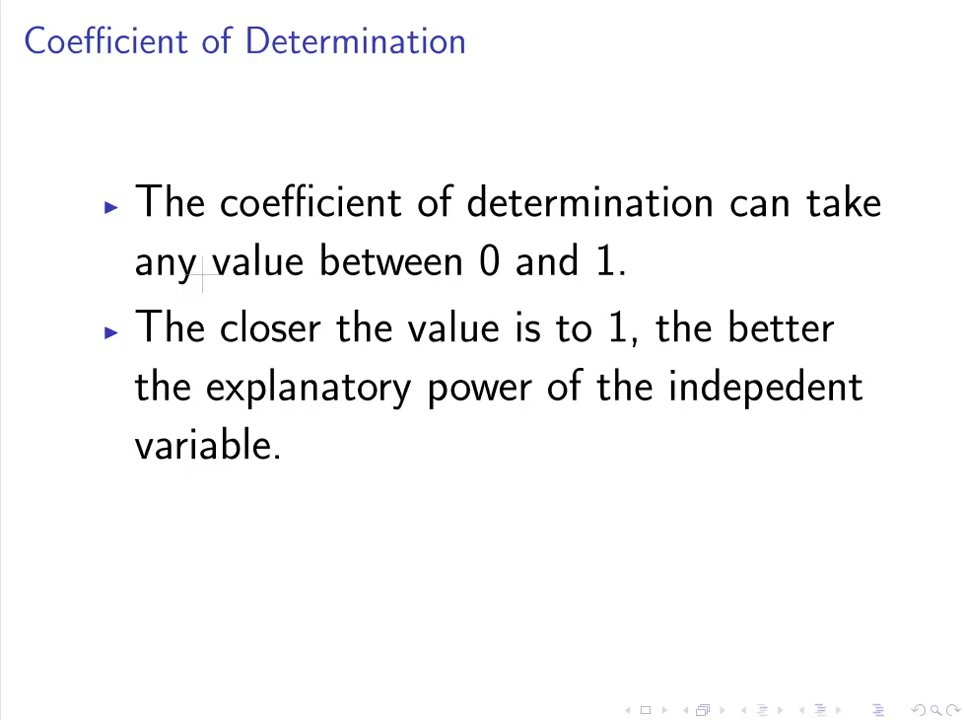 Coefficient of Determination
The coefficient of determination can take
any value between 0 and 1.
The closer the value is to 1, the better
the explanatory power of the indepedent
variable.